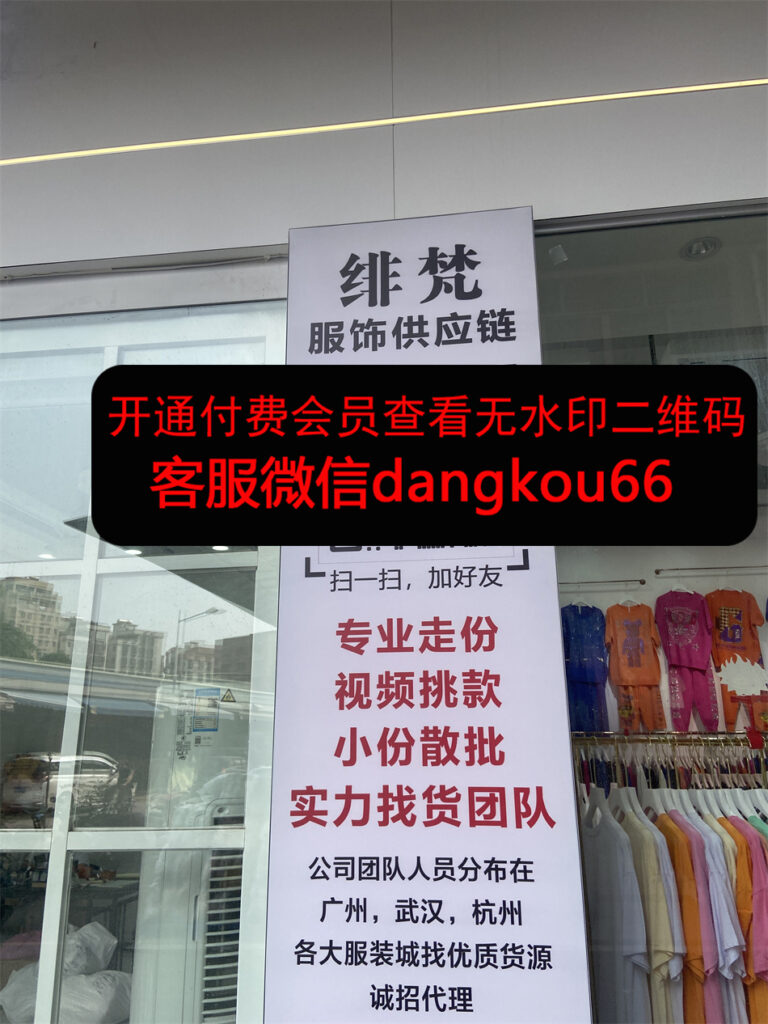 绯梵
服饰供应链
开通付费会员查看无水印二维码
客服微信dangkou66
扫一扫，加好友
专业走份
视频挑款
小份散批
实力找货团队
公司团队人员分布在
广州，武汉，杭州
各大服装城找优质货源
诚招代理